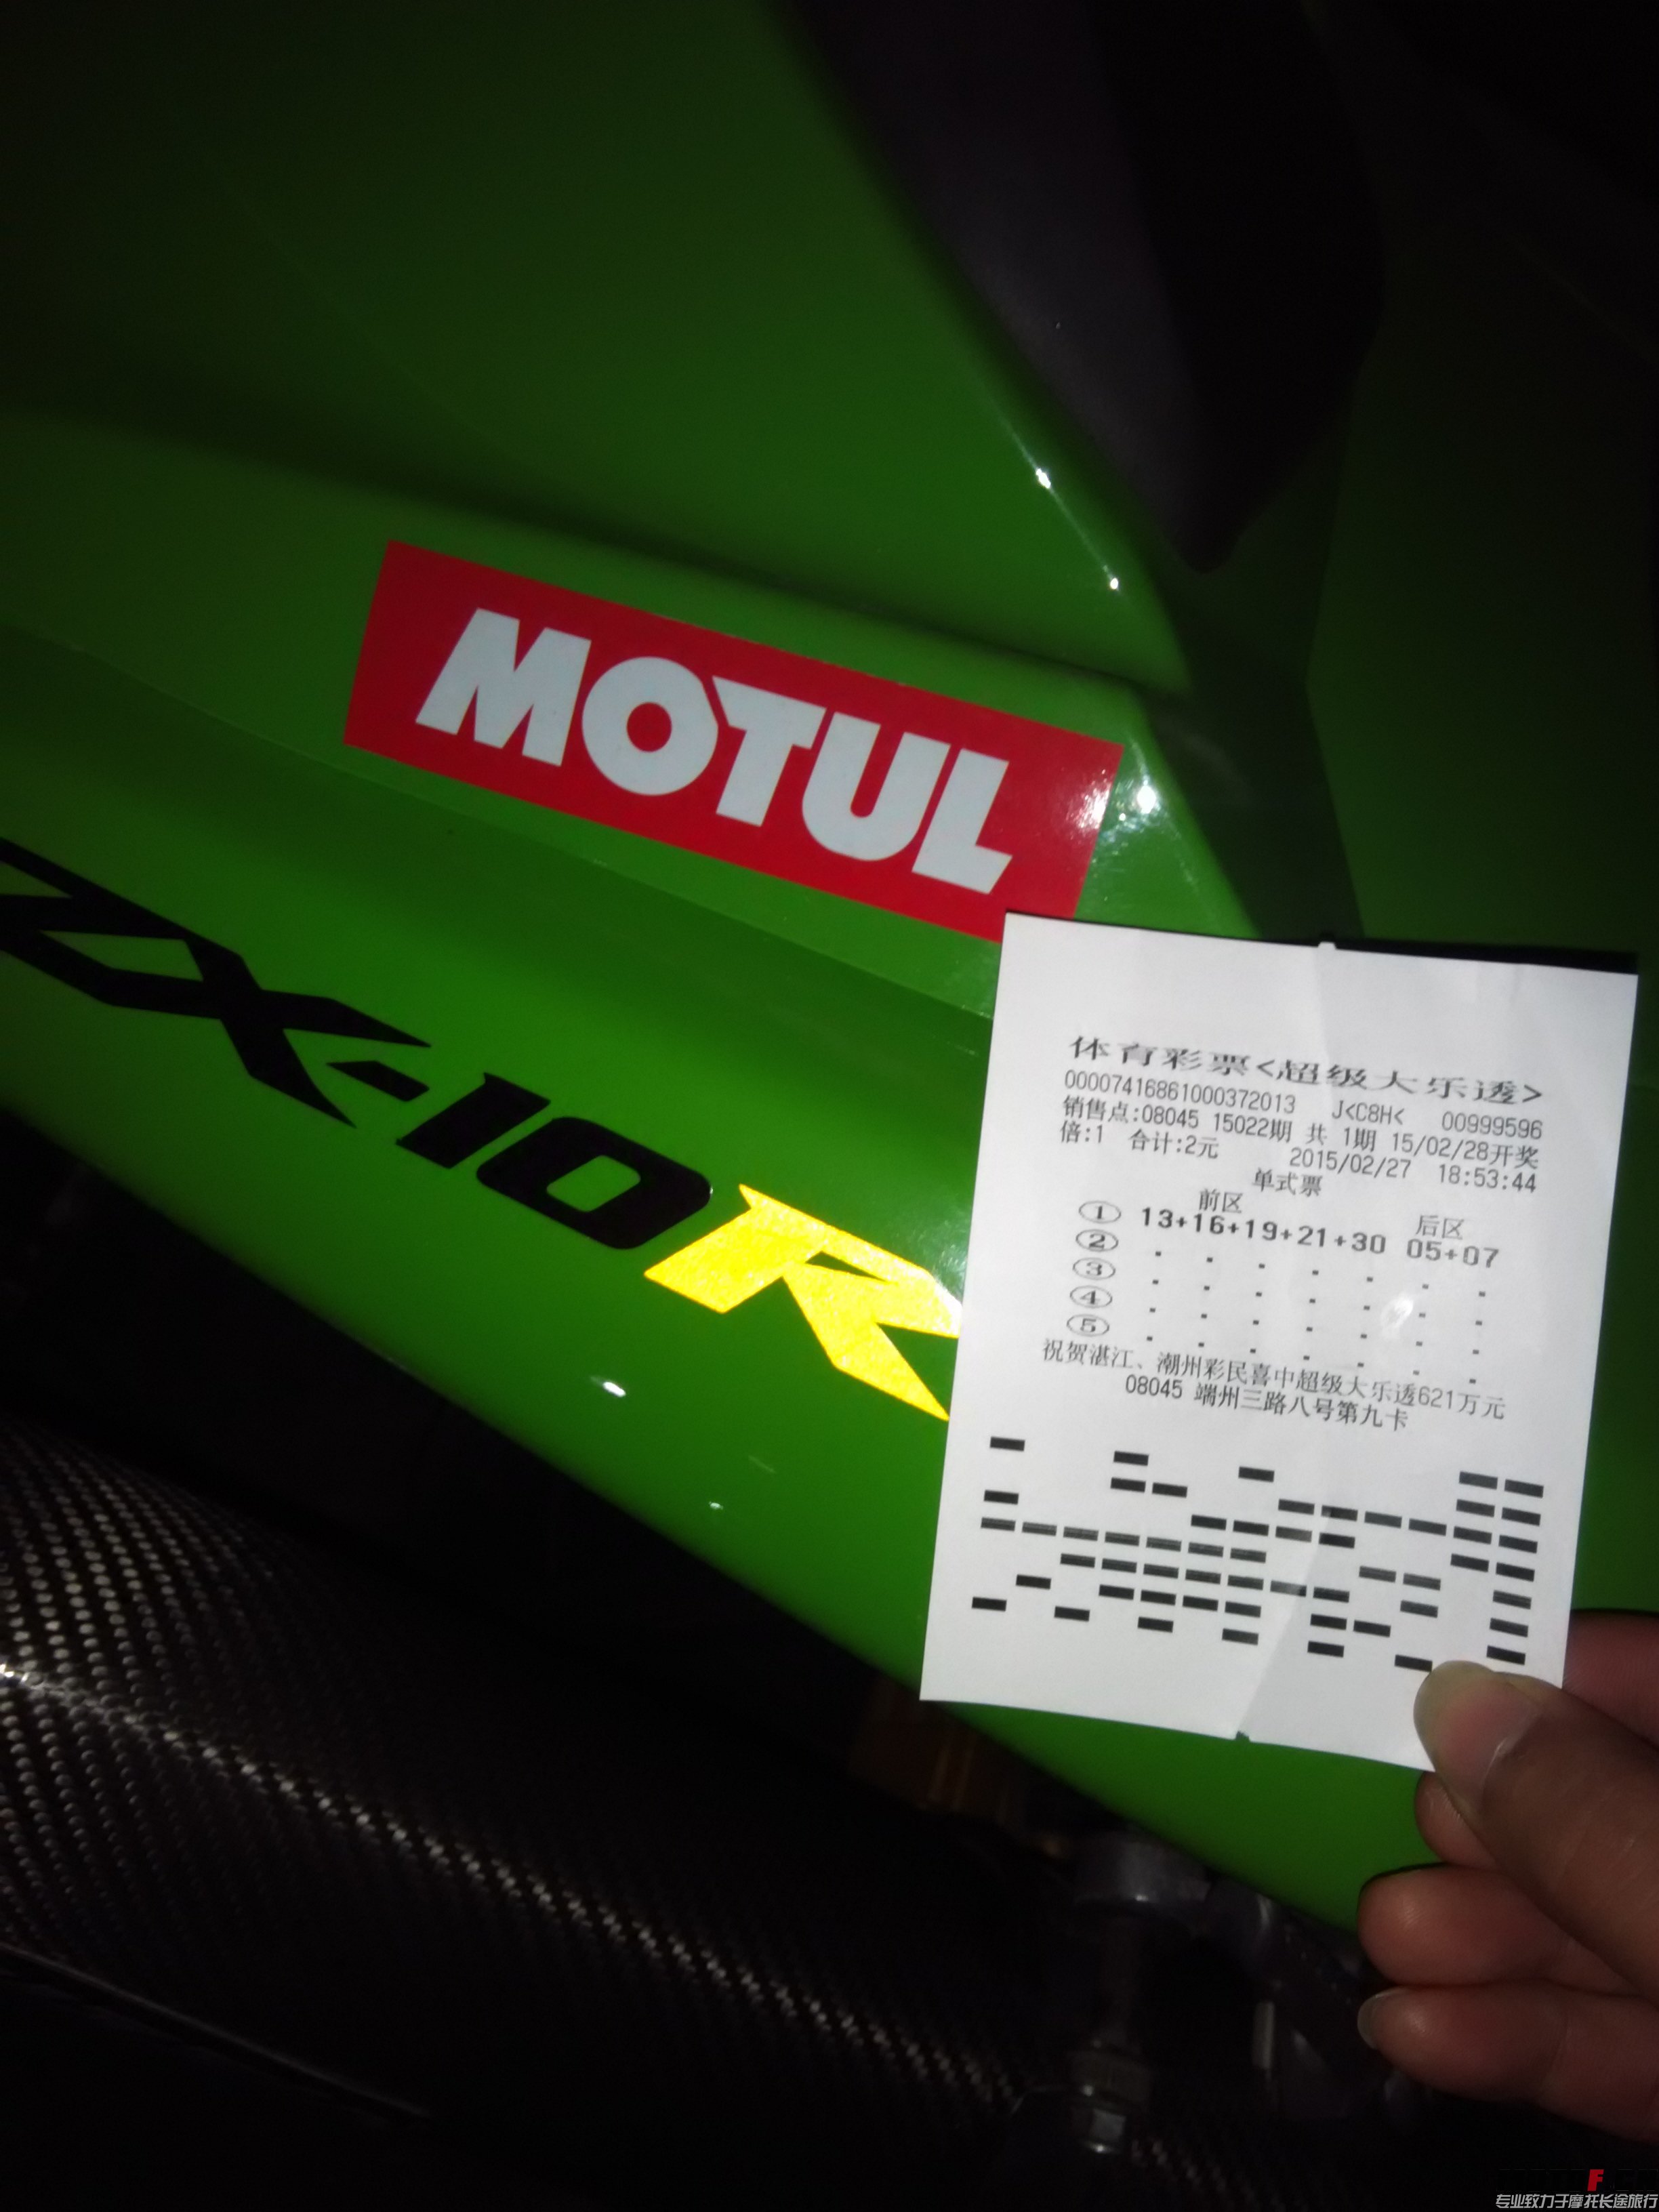 MOTUL
ZX-10R
体育彩票<超级大乐透>
00007416861000372013 J<C8H< 00999596
销售点:08045 15022期 共 1期 15/02/28开奖
倍:1 合计:2元 2015/02/27 18:53:44
单式票
前区 后区
① 13+16+19+21+30 05+07
②
③
④
⑤
祝贺湛江、潮州彩民喜中超级大乐透621万元
08045 端州三路八号第九卡
专业致力于摩托长途旅行